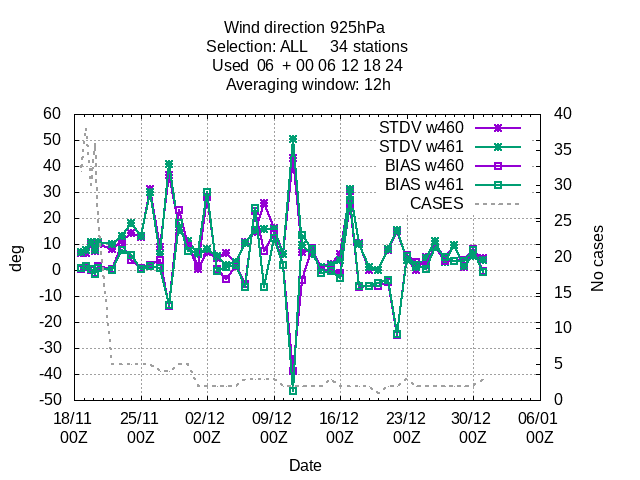 Wind direction 925hPa
Selection: ALL 34 stations
Used 06 + 00 06 12 18 24
Averaging window: 12h
60
50
40
30
20
10
0
-10
-20
-30
-40
-50
deg
40
35
30
25
20
15
10
5
0
No cases
STDV w460
STDV w461
BIAS w460
BIAS w461
CASES
18/11 25/11 02/12 09/12 16/12 23/12 30/12 06/01
00Z 00Z 00Z 00Z 00Z 00Z 00Z 00Z
Date